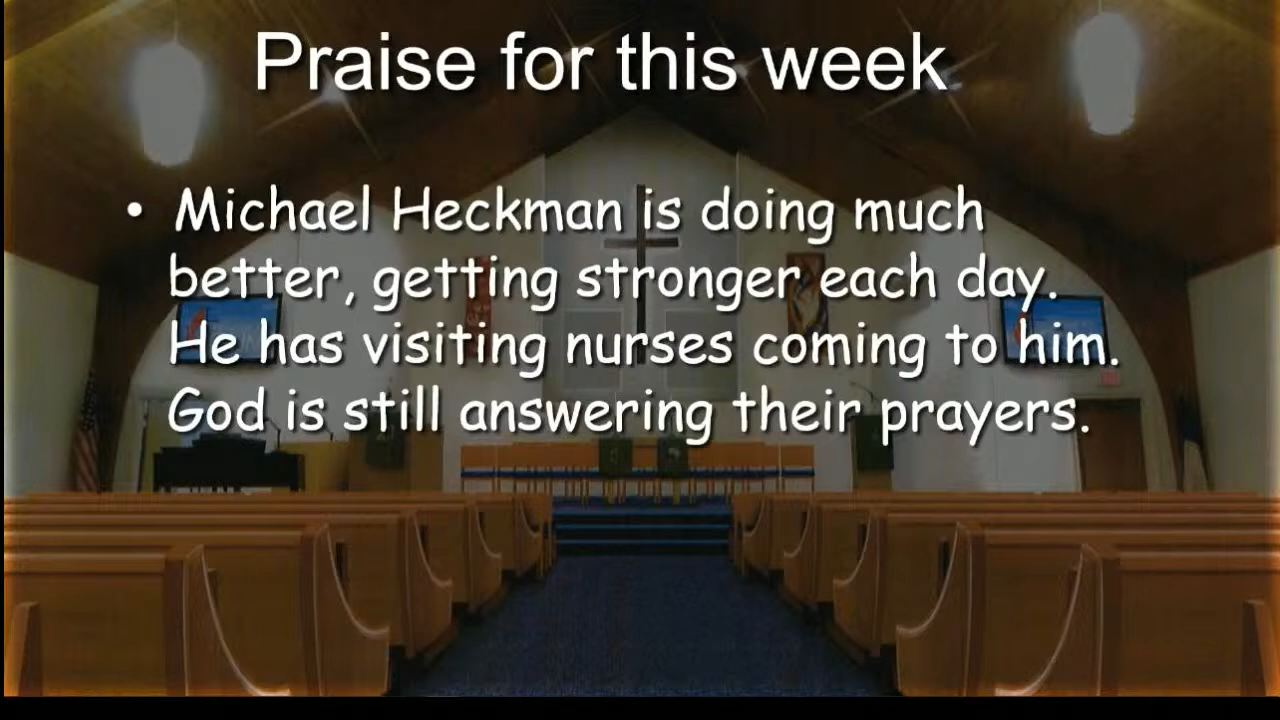 Praise for this week
• Michael Heckman is doing much
better, getting stronger each day.
He has visiting nurses coming to him.
God is still answering their prayers.